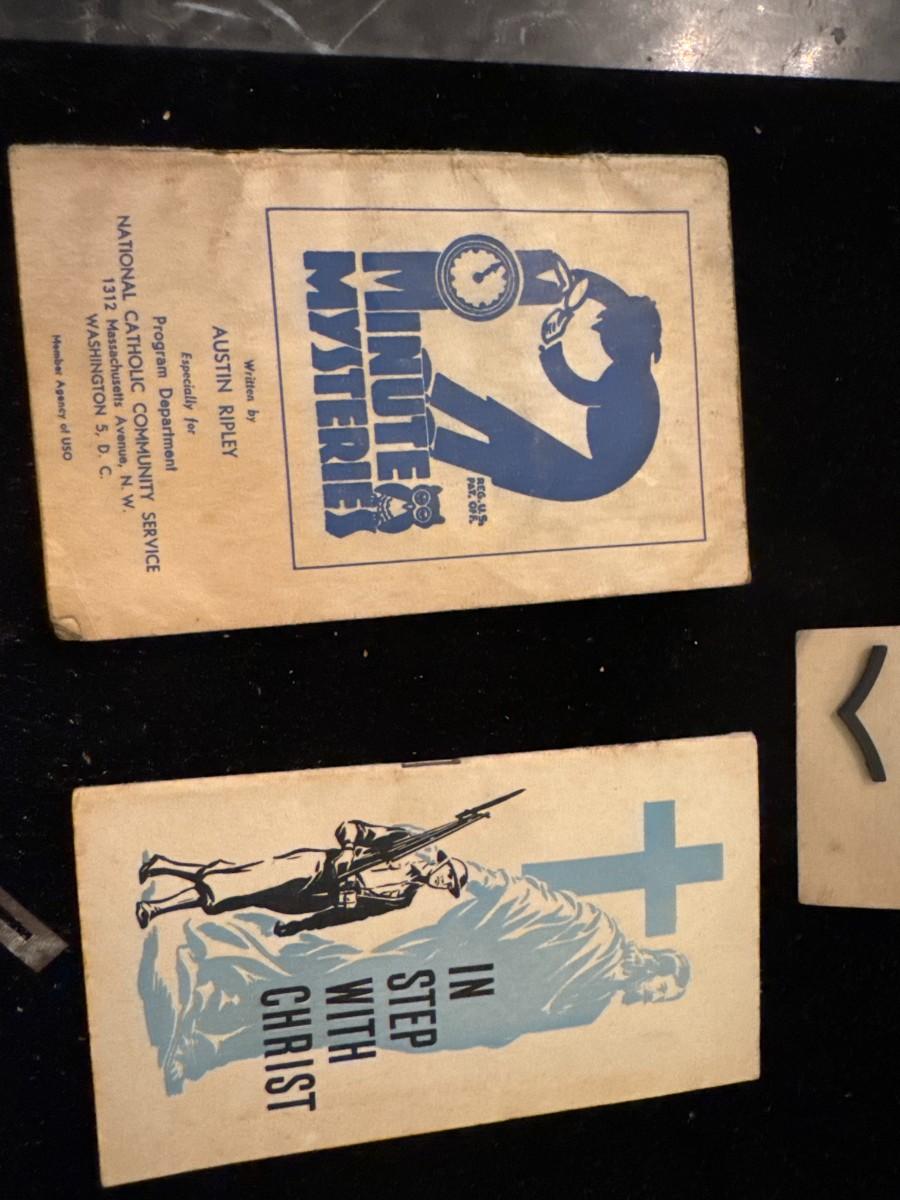 MINUTE
MYSTERIES
REG. U.S.
PAT. OFF.
Written by
AUSTIN RIPLEY
Especially for
Program Department
NATIONAL CATHOLIC COMMUNITY SERVICE
1312 Massachusetts Avenue, N. W.
WASHINGTON 5, D. C.
Member Agency of USO
IN
STEP
WITH
CHRIST